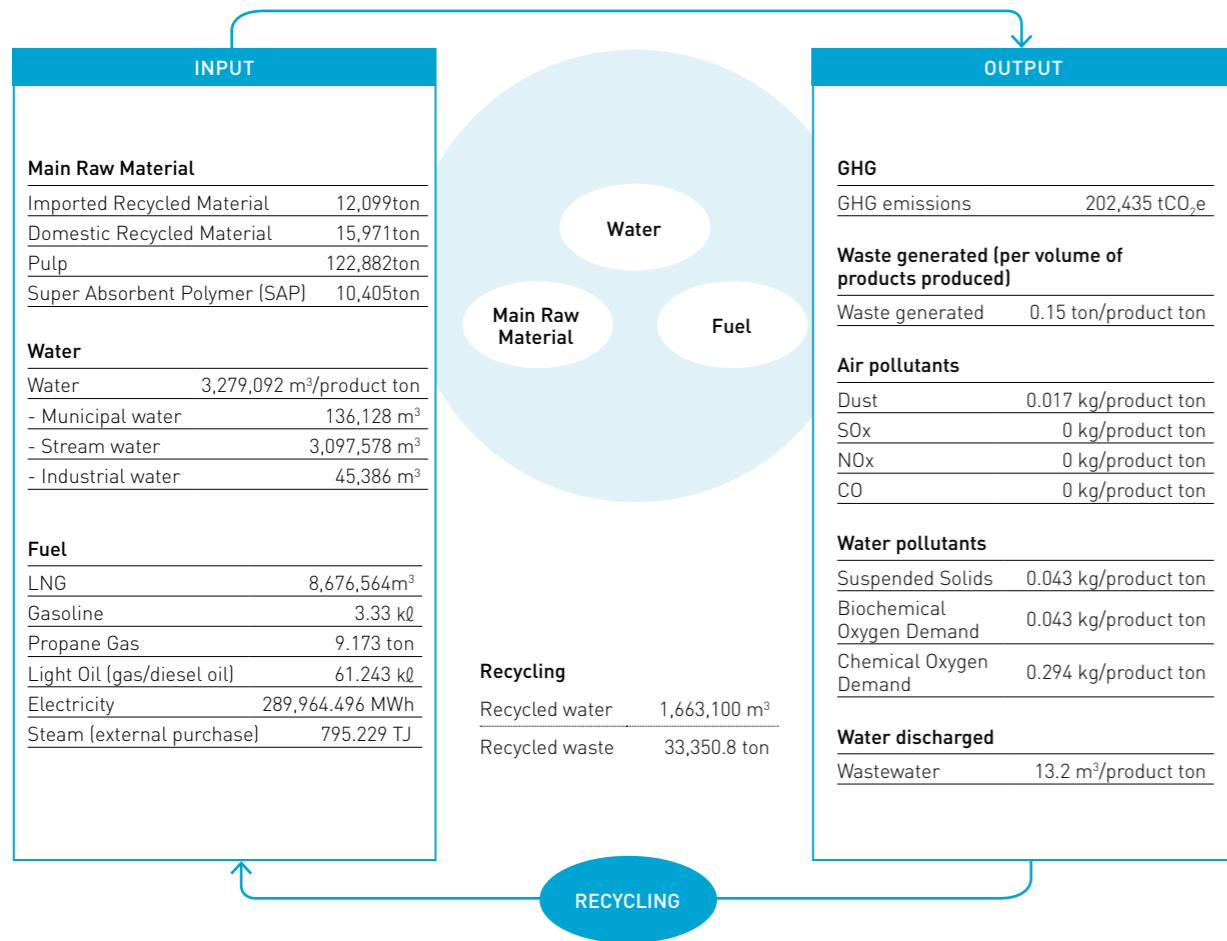 INPUT
Main Raw Material
Imported Recycled Material 12,099ton
Domestic Recycled Material 15,971ton
Pulp 122,882ton
Super Absorbent Polymer (SAP) 10,405ton
Water
Water 3,279,092 m³/product ton
- Municipal water 136,128 m³
- Stream water 3,097,578 m³
- Industrial water 45,386 m³
Fuel
LNG 8,676,564m³
Gasoline 3.33 kℓ
Propane Gas 9.173 ton
Light Oil (gas/diesel oil) 61.243 kℓ
Electricity 289,964.496 MWh
Steam (external purchase) 795.229 TJ
Water
Main Raw
Material
Fuel
Recycling
Recycled water 1,663,100 m³
Recycled waste 33,350.8 ton
OUTPUT
GHG
GHG emissions 202,435 tCO₂e
Waste generated (per volume of
products produced)
Waste generated 0.15 ton/product ton
Air pollutants
Dust 0.017 kg/product ton
SOx 0 kg/product ton
NOx 0 kg/product ton
CO 0 kg/product ton
Water pollutants
Suspended Solids 0.043 kg/product ton
Biochemical
Oxygen Demand 0.043 kg/product ton
Chemical Oxygen
Demand 0.294 kg/product ton
Water discharged
Wastewater 13.2 m³/product ton
RECYCLING